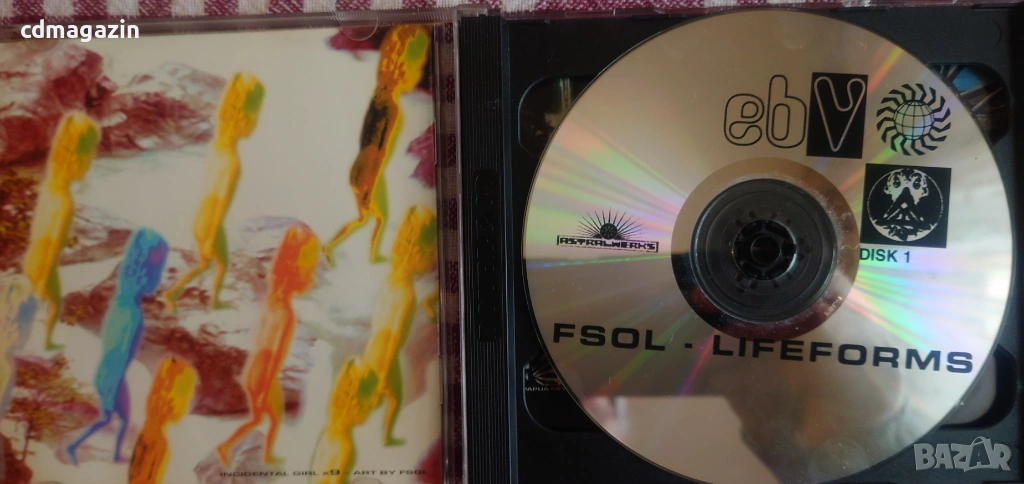 cdmagazin
ebV
ASTRALWERKS
DISK 1
FSOL - LIFEFORMS
INCIDENTAL GIRL x9 - ART BY FSOL
BAZAR